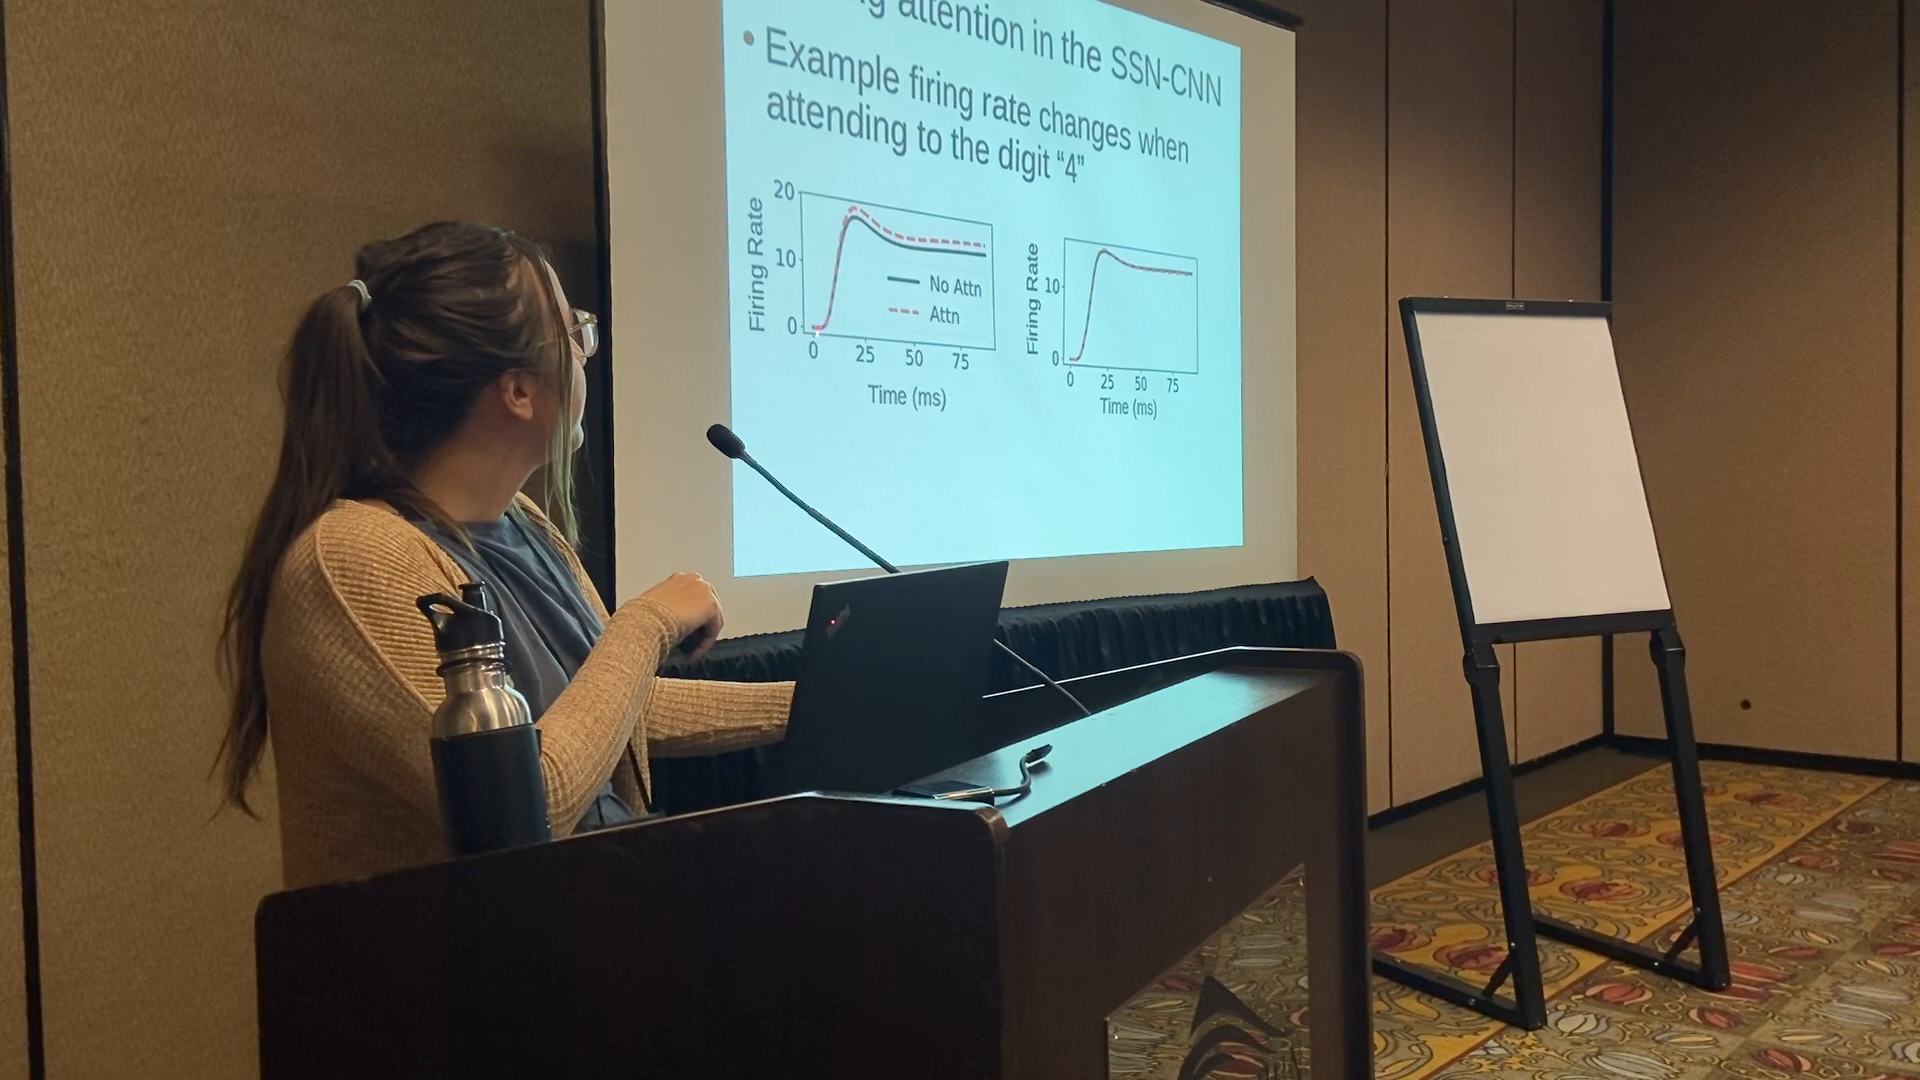 attention in the SSN-CNN
• Example firing rate changes when
attending to the digit “4”
20
10
0
Firing Rate
No Attn
Attn
0 25 50 75
Time (ms)
10
0
Firing Rate
0 25 50 75
Time (ms)